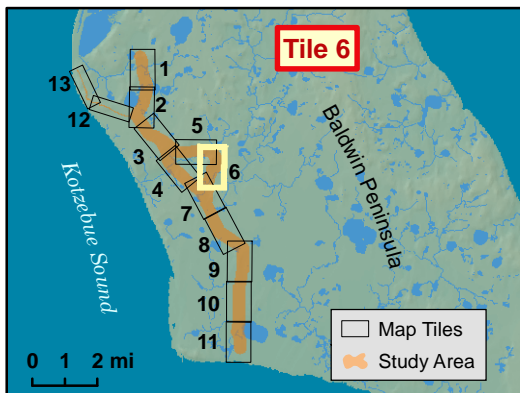 Tile 6
1
13
2
12
5
3
6
4
7
8
9
10
11
Kotzebue Sound
Baldwin Peninsula
Map Tiles
Study Area
0 1 2 mi